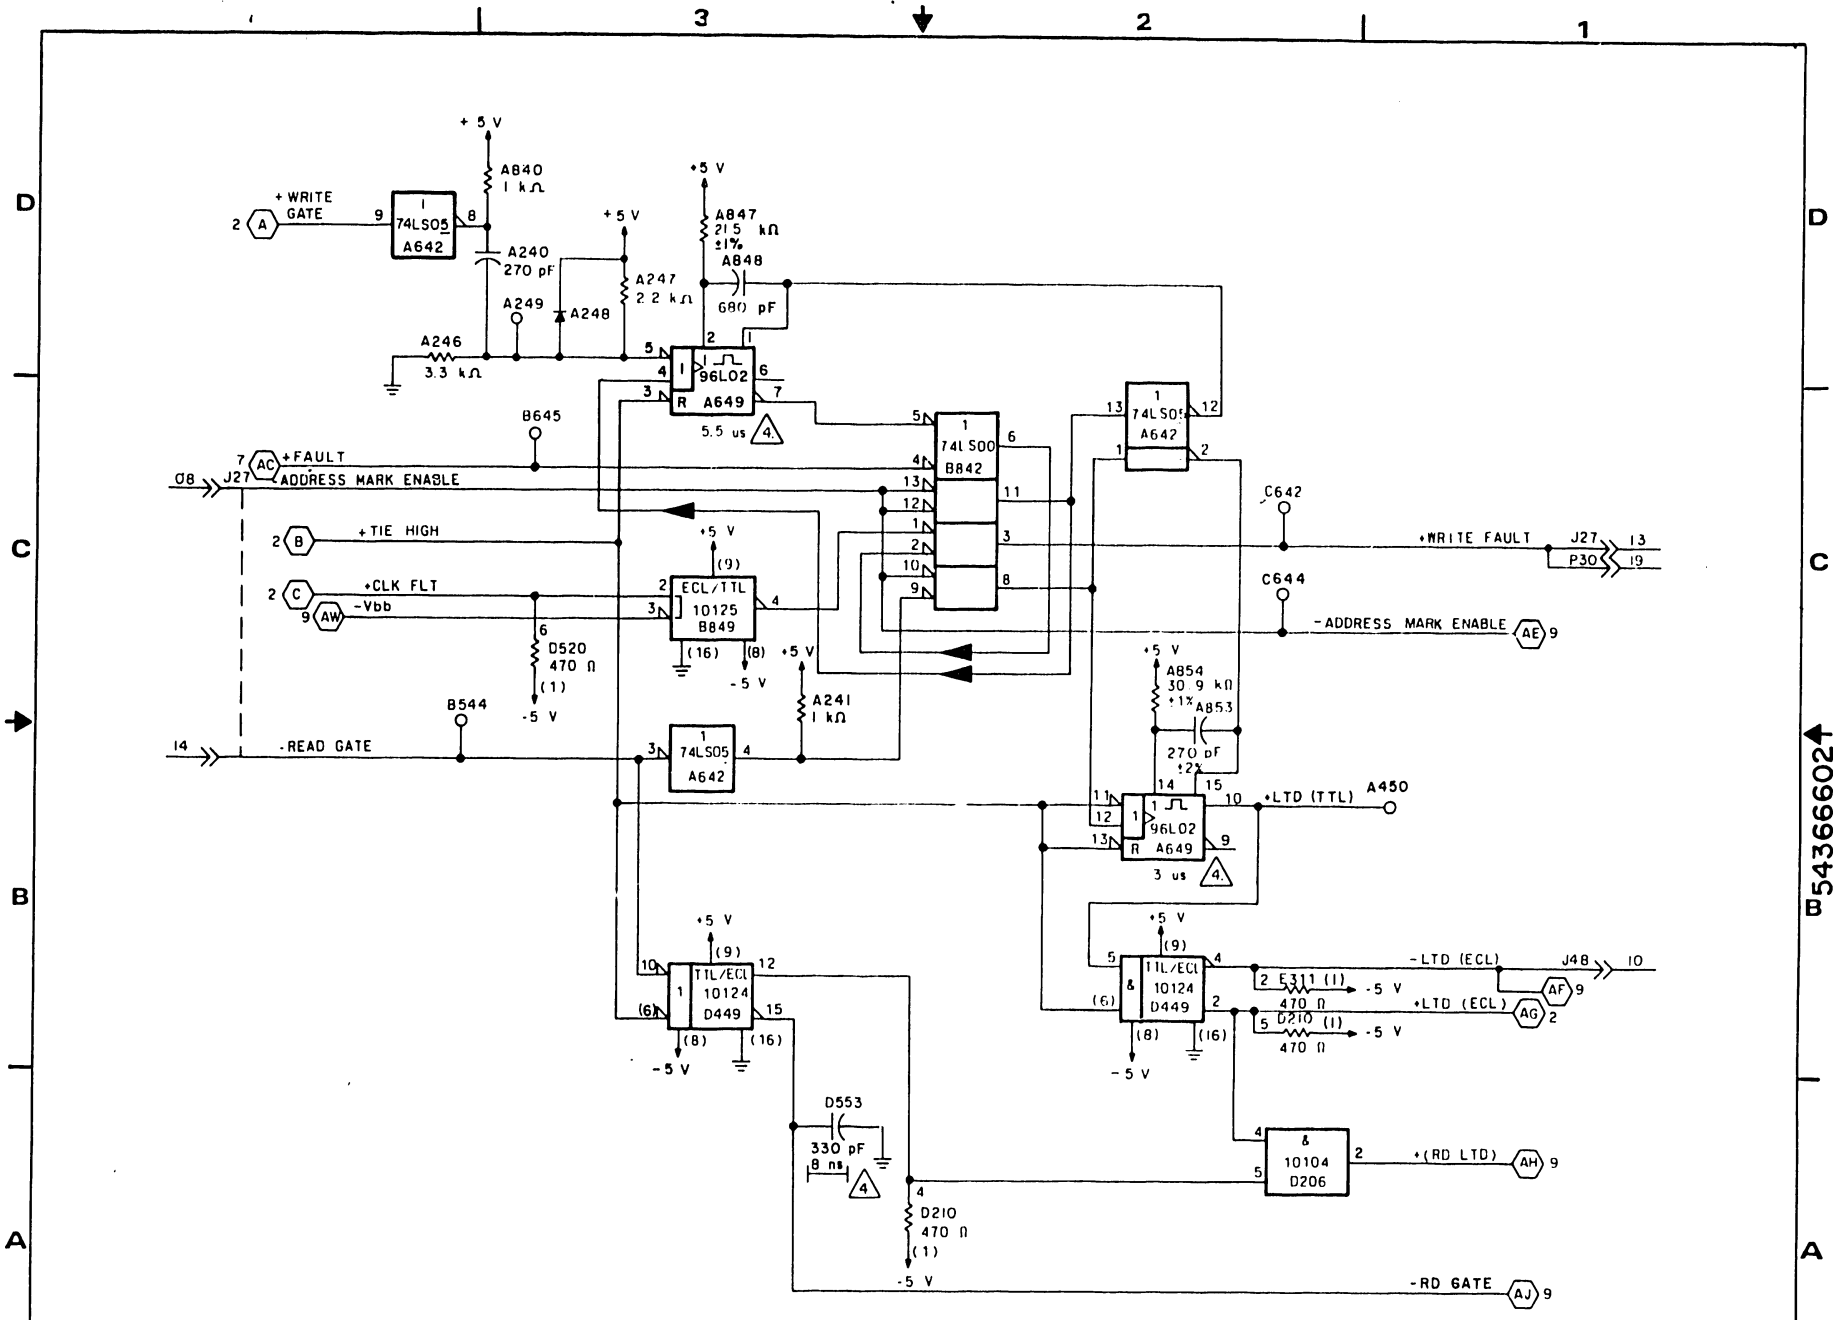 3
2
1
D
D
C
C
B
B
A
A
54366602
+5 V
A840
1 kΩ
+WRITE
GATE
2 A
9
1
74LS05
A642
8
A240
270 pF
A249
A248
+5 V
A247
2.2 kΩ
A246
3.3 kΩ
+5 V
A847
21.5 kΩ
±1%
A848
680 pF
2
1
5
4
3
1
1
96L02
R A649
6
7
5.5 us
4.
B645
7 AC +FAULT
08 J27 -ADDRESS MARK ENABLE
2 B +TIE HIGH
2 C +CLK FLT
9 AW -Vbb
6
D520
470 Ω
(1)
-5 V
+5 V
(9)
2
3
ECL/TTL
10125
B849
4
(16)
(8)
-5 V
5
4
13
12
1
2
10
9
1
74LS00
B842
6
11
3
8
13
1
1
74LS05
A642
12
2
C642
+WRITE FAULT
J27 13
P30 19
C644
-ADDRESS MARK ENABLE AE 9
+5 V
A241
1 kΩ
B544
14
-READ GATE
3
1
74LS05
A642
4
+5 V
A854
30.9 kΩ
±1%
A853
270 pF
±2%
14
15
11
12
13
1
1
96L02
R A649
10
9
+LTD (TTL) A450
3 us
4.
+5 V
(9)
10
(6)
1
TTL/ECL
10124
D449
12
15
(8)
(16)
-5 V
+5 V
(9)
5
(6)
&
TTL/ECL
10124
D449
4
2
(8)
(16)
-5 V
-LTD (ECL) J48 10
2 E311 (1)
470 Ω
-5 V
AF 9
+LTD (ECL) AG 2
5 D210 (1)
470 Ω
-5 V
D553
330 pF
8 ns
4
4
D210
470 Ω
(1)
-5 V
4
5
&
10104
D206
2
+(RD LTD) AH 9
-RD GATE AJ 9